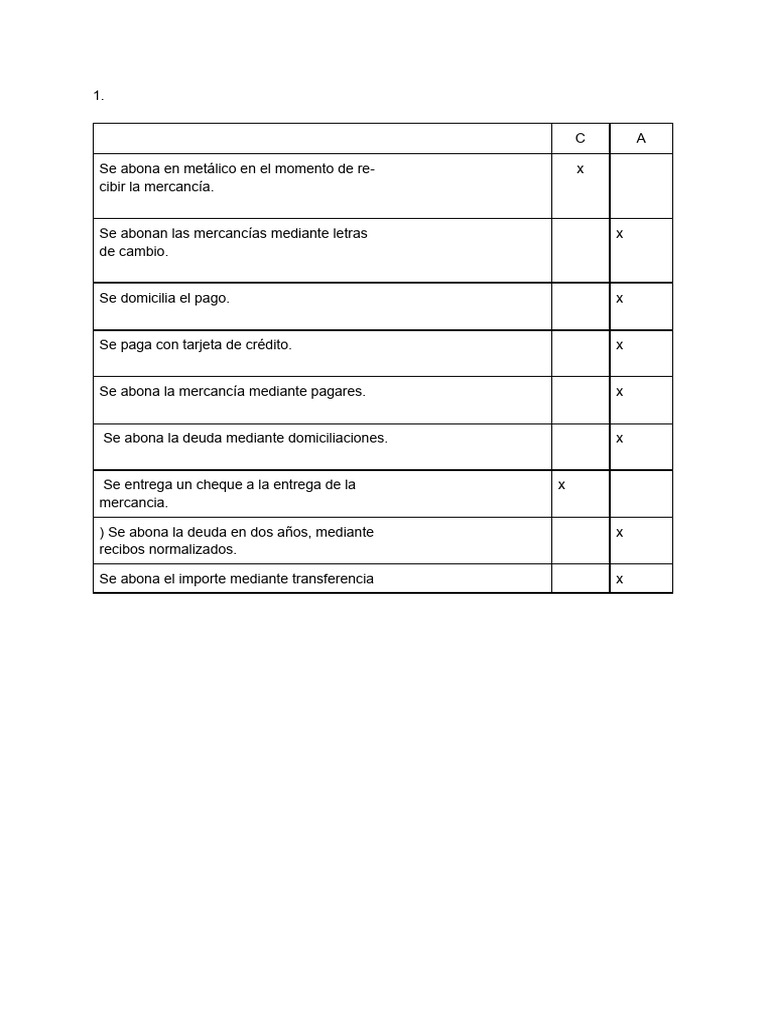 1.
C A
Se abona en metálico en el momento de re- x
cibir la mercancía.
Se abonan las mercancías mediante letras x
de cambio.
Se domicilia el pago. x
Se paga con tarjeta de crédito. x
Se abona la mercancía mediante pagares. x
Se abona la deuda mediante domiciliaciones. x
Se entrega un cheque a la entrega de la x
mercancia.
) Se abona la deuda en dos años, mediante x
recibos normalizados.
Se abona el importe mediante transferencia x